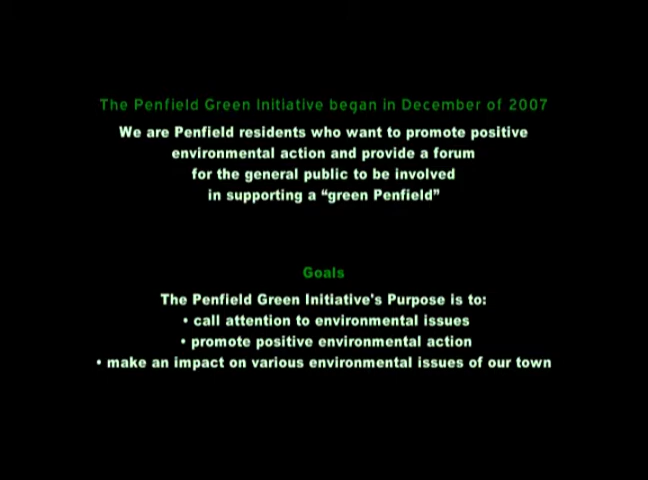 The Penfield Green Initiative began in December of 2007
We are Penfield residents who want to promote positive
environmental action and provide a forum
for the general public to be involved
in supporting a “green Penfield”
Goals
The Penfield Green Initiative's Purpose is to:
• call attention to environmental issues
• promote positive environmental action
• make an impact on various environmental issues of our town